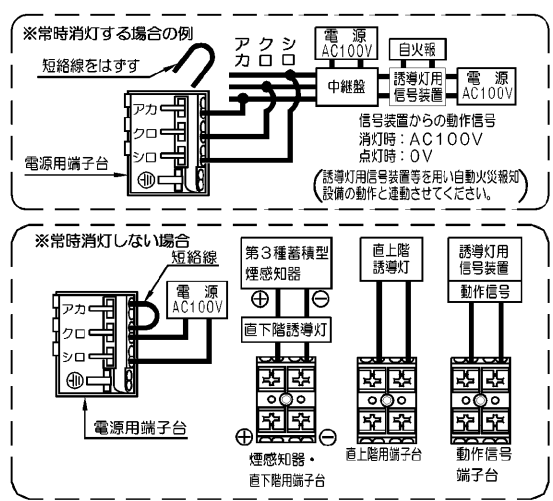 ※常時消灯する場合の例
短絡線をはずす
アカ
クロ
シロ
電源用端子台
アカ
クロ
シロ
電源
AC100V
中継盤
自火報
誘導灯用
信号装置
電源
AC100V
信号装置からの動作信号
消灯時：AC100V
点灯時：0V
(誘導灯用信号装置等を用い自動火災報知
設備の動作と連動させてください。)
※常時消灯しない場合
短絡線
アカ
クロ
シロ
電源
AC100V
電源用端子台
第3種蓄積型
煙感知器
⊕ ⊖
直下階誘導灯
⊕ ⊖
煙感知器・
直下階用端子台
直上階
誘導灯
直上階用端子台
誘導灯用
信号装置
動作信号
動作信号
端子台